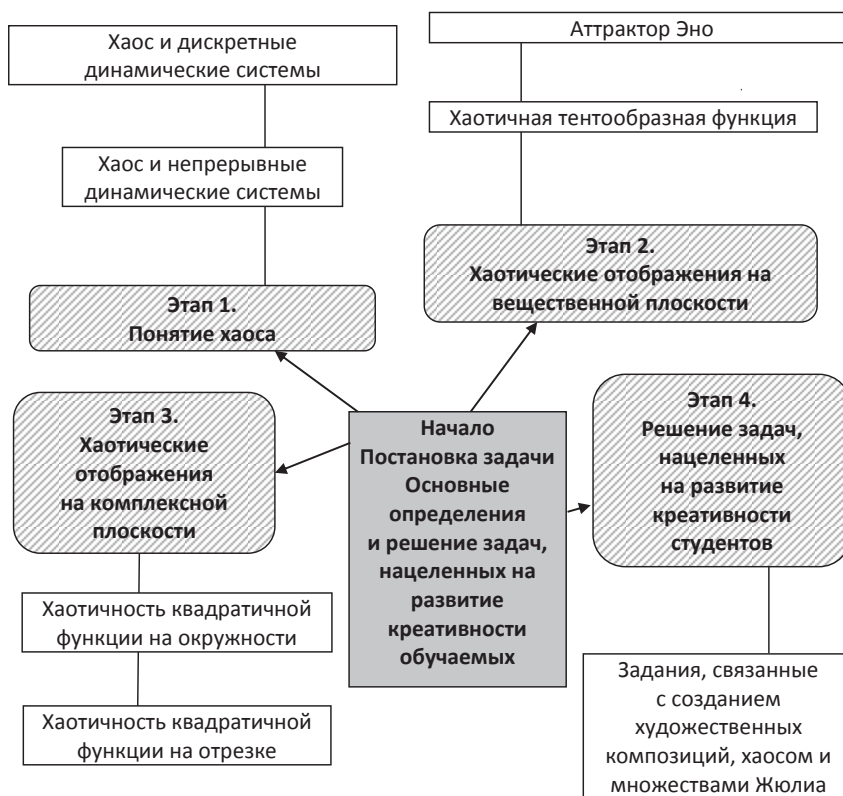 Хаос и дискретные
динамические системы
Аттрактор Эно
Хаотичная тентообразная функция
Хаос и непрерывные
динамические системы
Этап 2.
Хаотические отображения на
вещественной плоскости
Этап 1.
Понятие хаоса
Этап 3.
Хаотические
отображения
на комплексной
плоскости
Начало
Постановка задачи
Основные
определения
и решение задач,
нацеленных на
развитие
креативности
обучаемых
Этап 4.
Решение задач,
нацеленных
на развитие
креативности
студентов
Хаотичность квадратичной
функции на окружности
Хаотичность квадратичной
функции на отрезке
Задания, связанные
с созданием
художественных
композиций, хаосом и
множествами Жюлиа